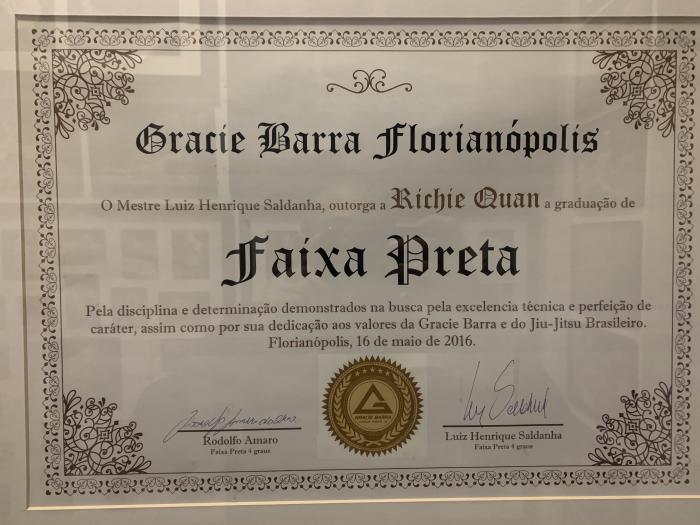 Gracie Barra Florianópolis
O Mestre Luiz Henrique Saldanha, outorga a Richie Quan a graduação de
Faixa Preta
Pela disciplina e determinação demonstrados na busca pela excelencia técnica e perfeição de
caráter, assim como por sua dedicação aos valores da Gracie Barra e do Jiu-Jitsu Brasileiro.
Florianópolis, 16 de maio de 2016.
GRACIE BARRA
Rodolfo Amaro
Faixa Preta 4 graus
Luiz Henrique Saldanha
Faixa Preta 4 graus